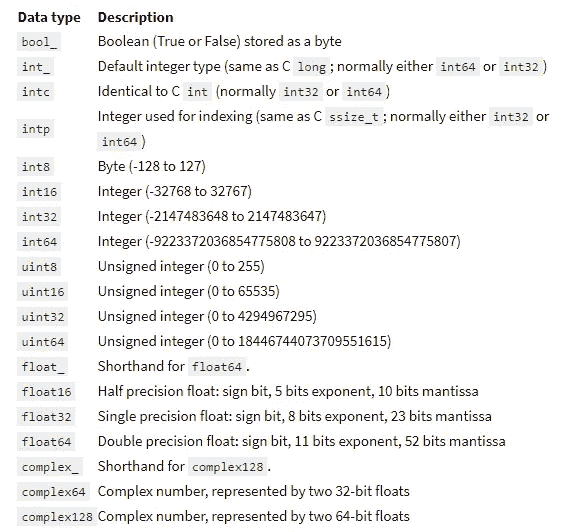 Data type Description
bool_ Boolean (True or False) stored as a byte
int_ Default integer type (same as C long ; normally either int64 or int32 )
intc Identical to C int (normally int32 or int64 )
intp Integer used for indexing (same as C ssize_t ; normally either int32 or
int64 )
int8 Byte (-128 to 127)
int16 Integer (-32768 to 32767)
int32 Integer (-2147483648 to 2147483647)
int64 Integer (-9223372036854775808 to 9223372036854775807)
uint8 Unsigned integer (0 to 255)
uint16 Unsigned integer (0 to 65535)
uint32 Unsigned integer (0 to 4294967295)
uint64 Unsigned integer (0 to 18446744073709551615)
float_ Shorthand for float64 .
float16 Half precision float: sign bit, 5 bits exponent, 10 bits mantissa
float32 Single precision float: sign bit, 8 bits exponent, 23 bits mantissa
float64 Double precision float: sign bit, 11 bits exponent, 52 bits mantissa
complex_ Shorthand for complex128 .
complex64 Complex number, represented by two 32-bit floats
complex128 Complex number, represented by two 64-bit floats